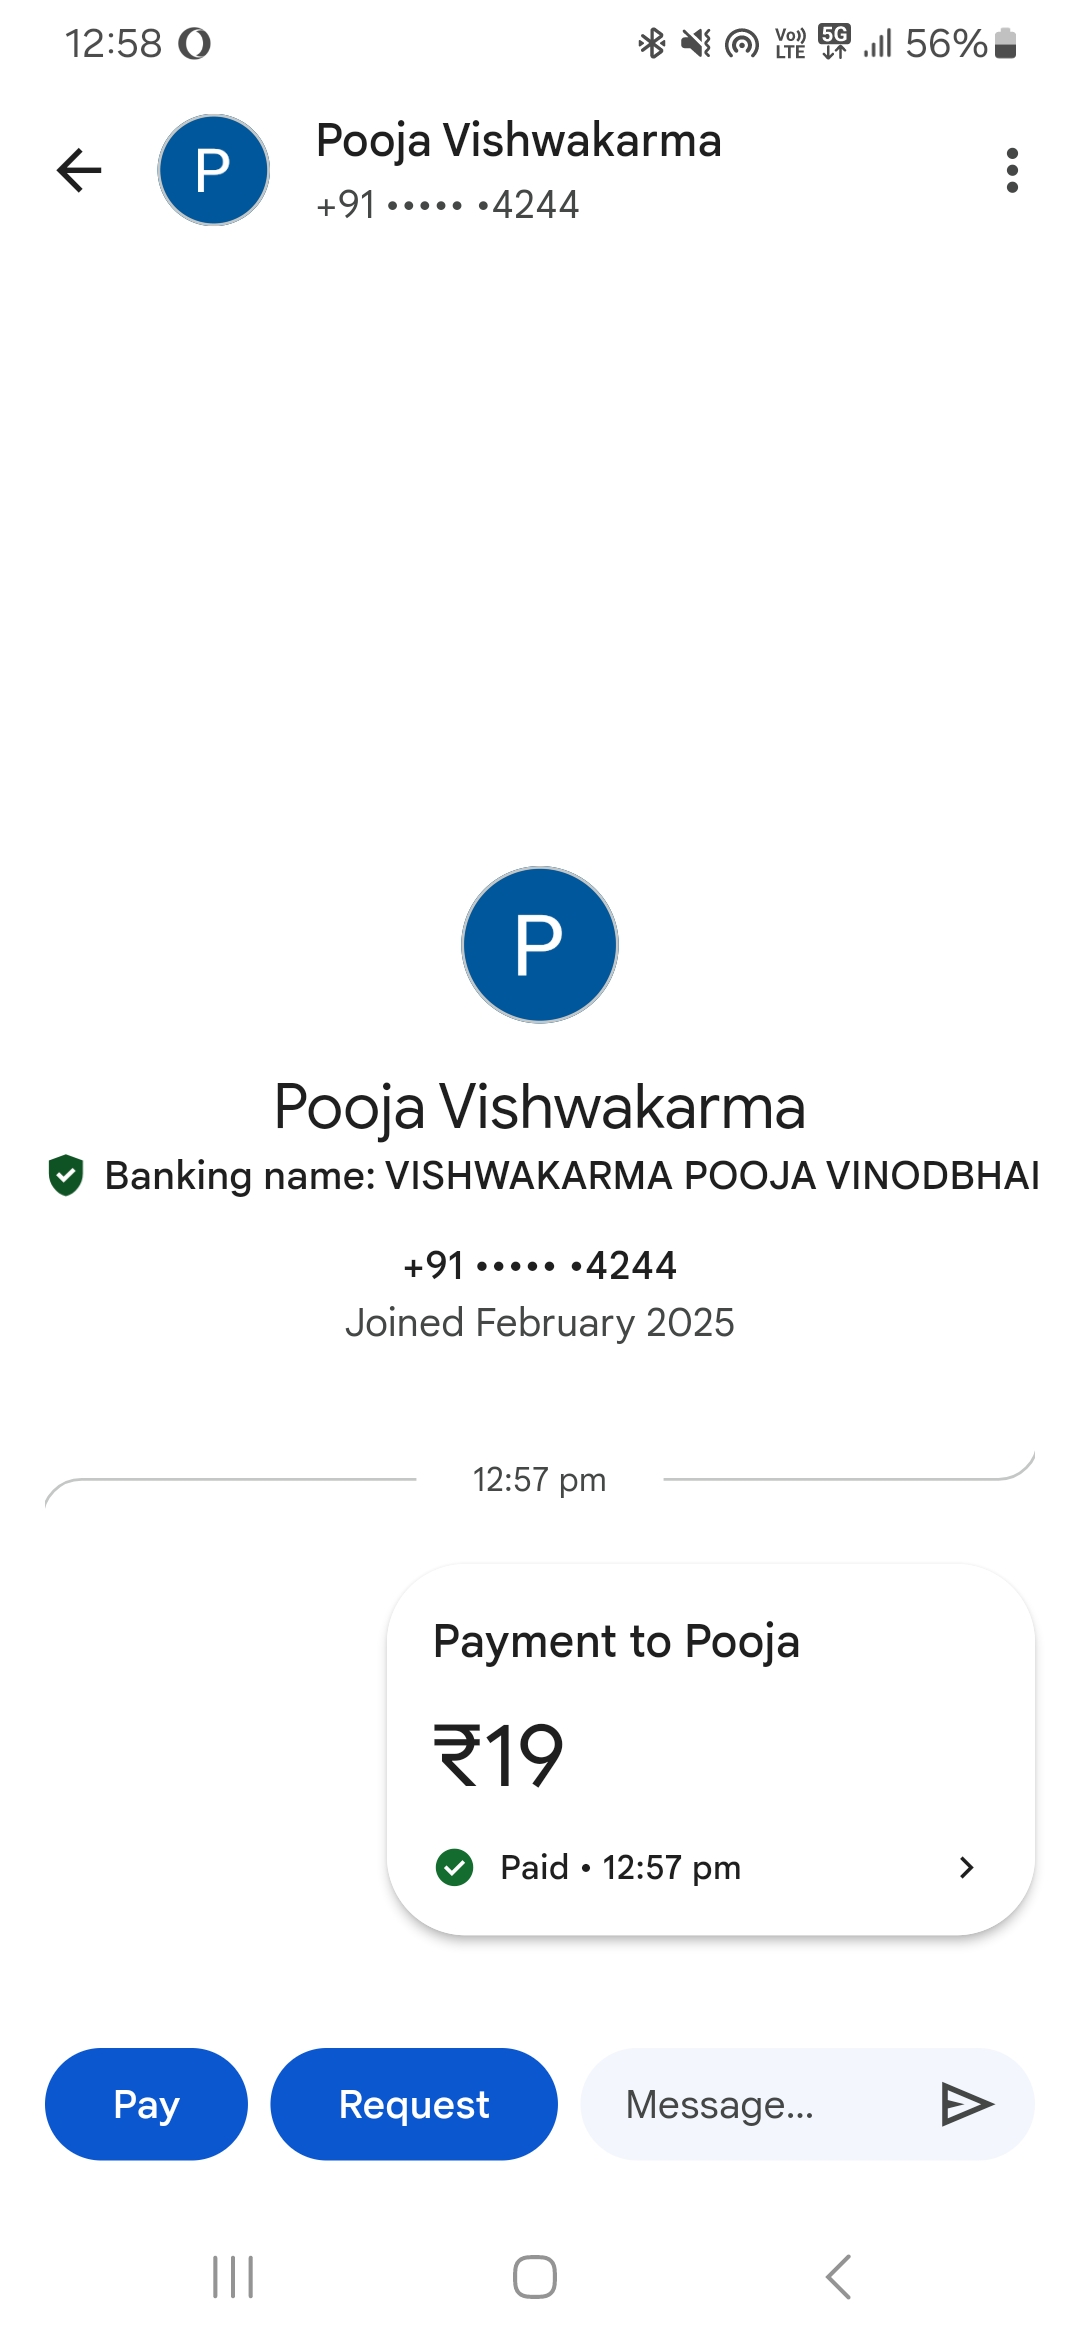 12:58
Vo)) LTE 5G 56%
P
Pooja Vishwakarma
+91 ••••• •4244
P
Pooja Vishwakarma
Banking name: VISHWAKARMA POOJA VINODBHAI
+91 ••••• •4244
Joined February 2025
12:57 pm
Payment to Pooja
₹19
Paid • 12:57 pm
Pay
Request
Message...